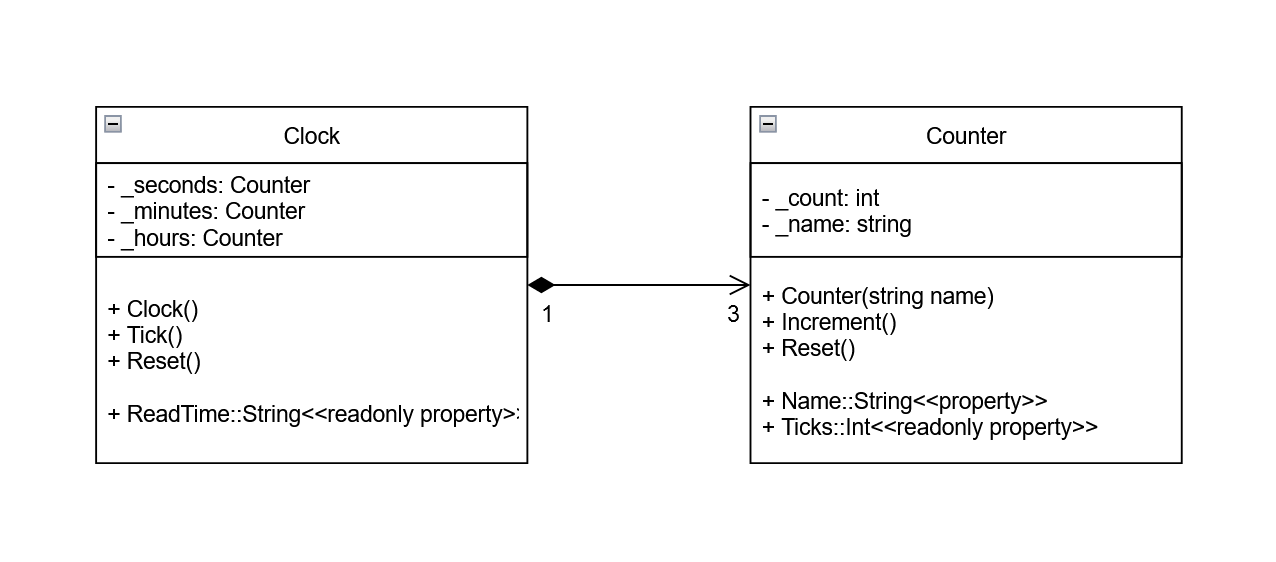 Clock
- _seconds: Counter
- _minutes: Counter
- _hours: Counter
+ Clock()
+ Tick()
+ Reset()
+ ReadTime::String<<readonly property>
1
3
Counter
- _count: int
- _name: string
+ Counter(string name)
+ Increment()
+ Reset()
+ Name::String<<property>>
+ Ticks::Int<<readonly property>>